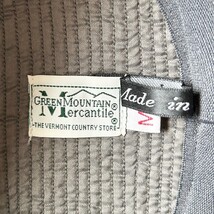 GREEN MOUNTAIN
Mercantile
-THE VERMONT COUNTRY STORE
Made in
M